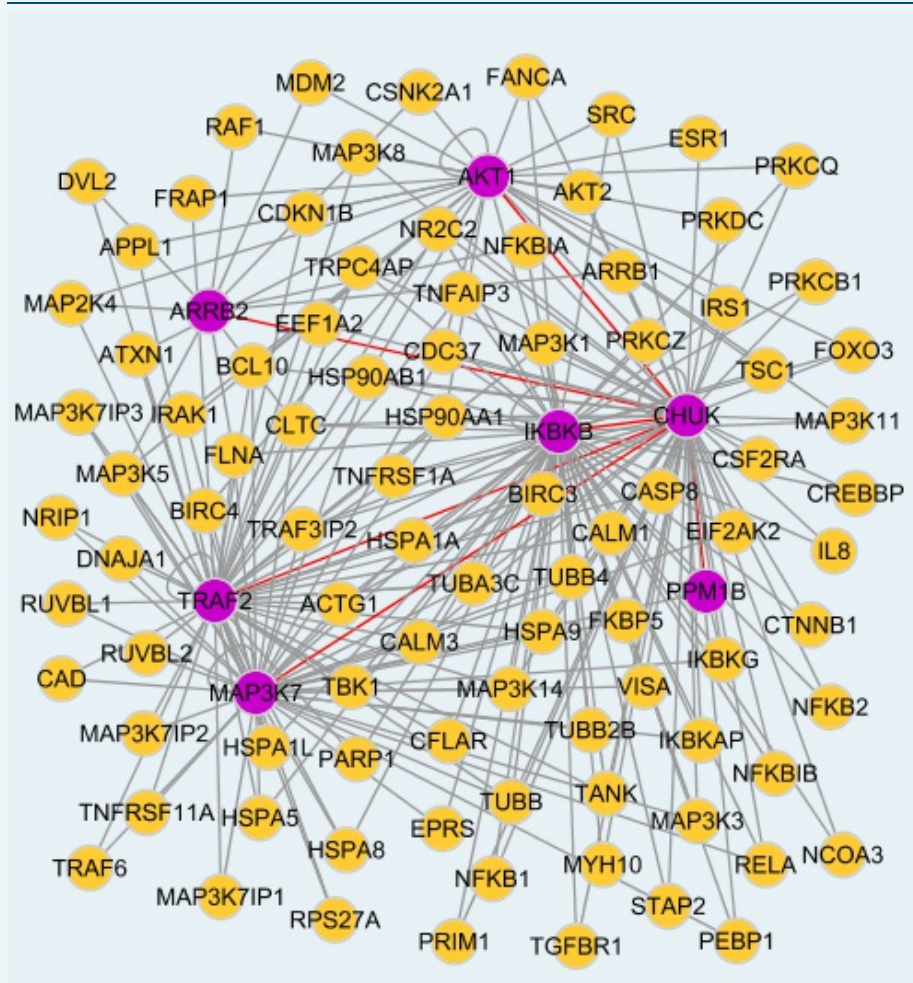 MDM2
CSNK2A1
FANCA
SRC
RAF1
ESR1
MAP3K8
PRKCQ
DVL2
AKT1
AKT2
FRAP1
CDKN1B
PRKDC
NR2C2
APPL1
NFKBIA
TRPC4AP
ARRB1
PRKCB1
TNFAIP3
MAP2K4
ARRB2
IRS1
EEF1A2
PRKCZ
MAP3K1
FOXO3
ATXN1
CDC37
BCL10
TSC1
HSP90AB1
MAP3K7IP3
IRAK1
HSP90AA1
CHUK
MAP3K11
CLTC
IKBKB
FLNA
CSF2RA
MAP3K5
TNFRSF1A
BIRC3
CASP8
CREBBP
BIRC4
NRIP1
TRAF3IP2
CALM1
EIF2AK2
HSPA1A
IL8
DNAJA1
TUBA3C
TUBB4
PPM1B
RUVBL1
TRAF2
ACTG1
FKBP5
CTNNB1
HSPA9
CALM3
RUVBL2
IKBKG
CAD
MAP3K7
TBK1
MAP3K14
VISA
NFKB2
MAP3K7IP2
TUBB2B
IKBKAP
CFLAR
HSPA1L
PARP1
NFKBIB
TANK
TUBB
TNFRSF11A
HSPA5
MAP3K3
EPRS
HSPA8
NCOA3
MYH10
RELA
TRAF6
NFKB1
MAP3K7IP1
STAP2
RPS27A
PRIM1
TGFBR1
PEBP1